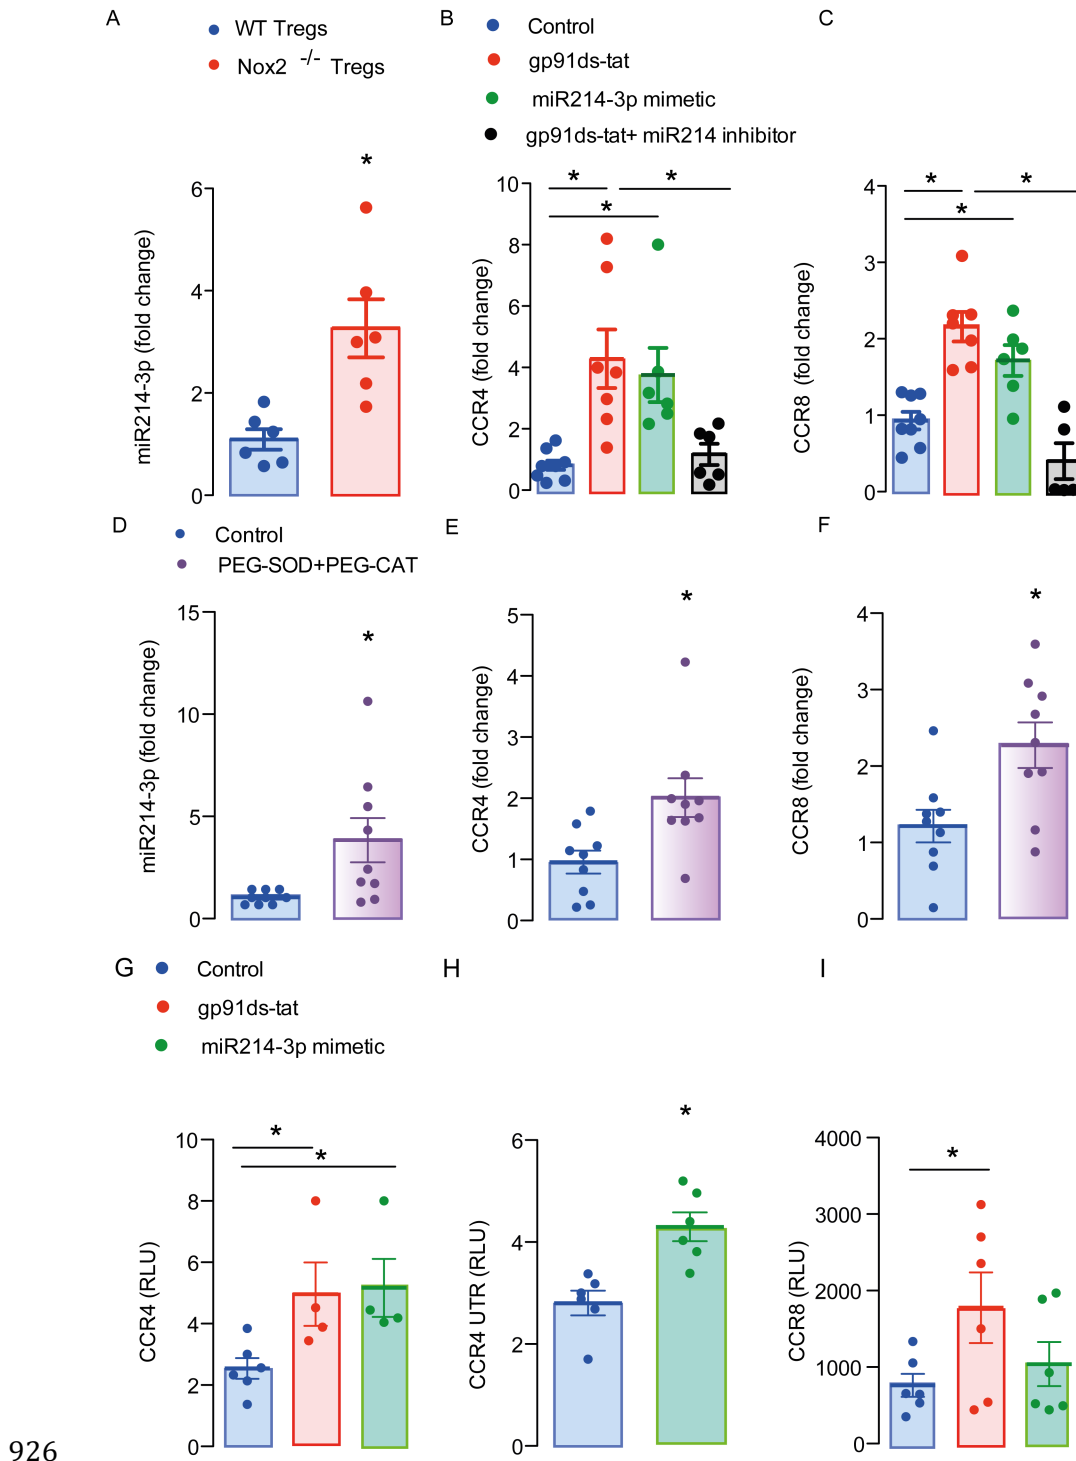 A
WT Tregs
Nox2 -/- Tregs
*
miR214-3p (fold change)
6
4
2
0
B
Control
gp91ds-tat
miR214-3p mimetic
gp91ds-tat+ miR214 inhibitor
* *
*
CCR4 (fold change)
10
8
6
4
2
0
C
* *
*
CCR8 (fold change)
4
3
2
1
0
D
Control
PEG-SOD+PEG-CAT
*
miR214-3p (fold change)
15
10
5
0
E
*
CCR4 (fold change)
5
4
3
2
1
0
F
*
CCR8 (fold change)
4
3
2
1
0
G
Control
gp91ds-tat
miR214-3p mimetic
*
*
CCR4 (RLU)
10
8
6
4
2
0
H
*
CCR4 UTR (RLU)
6
4
2
0
I
*
CCR8 (RLU)
4000
3000
2000
1000
0
926